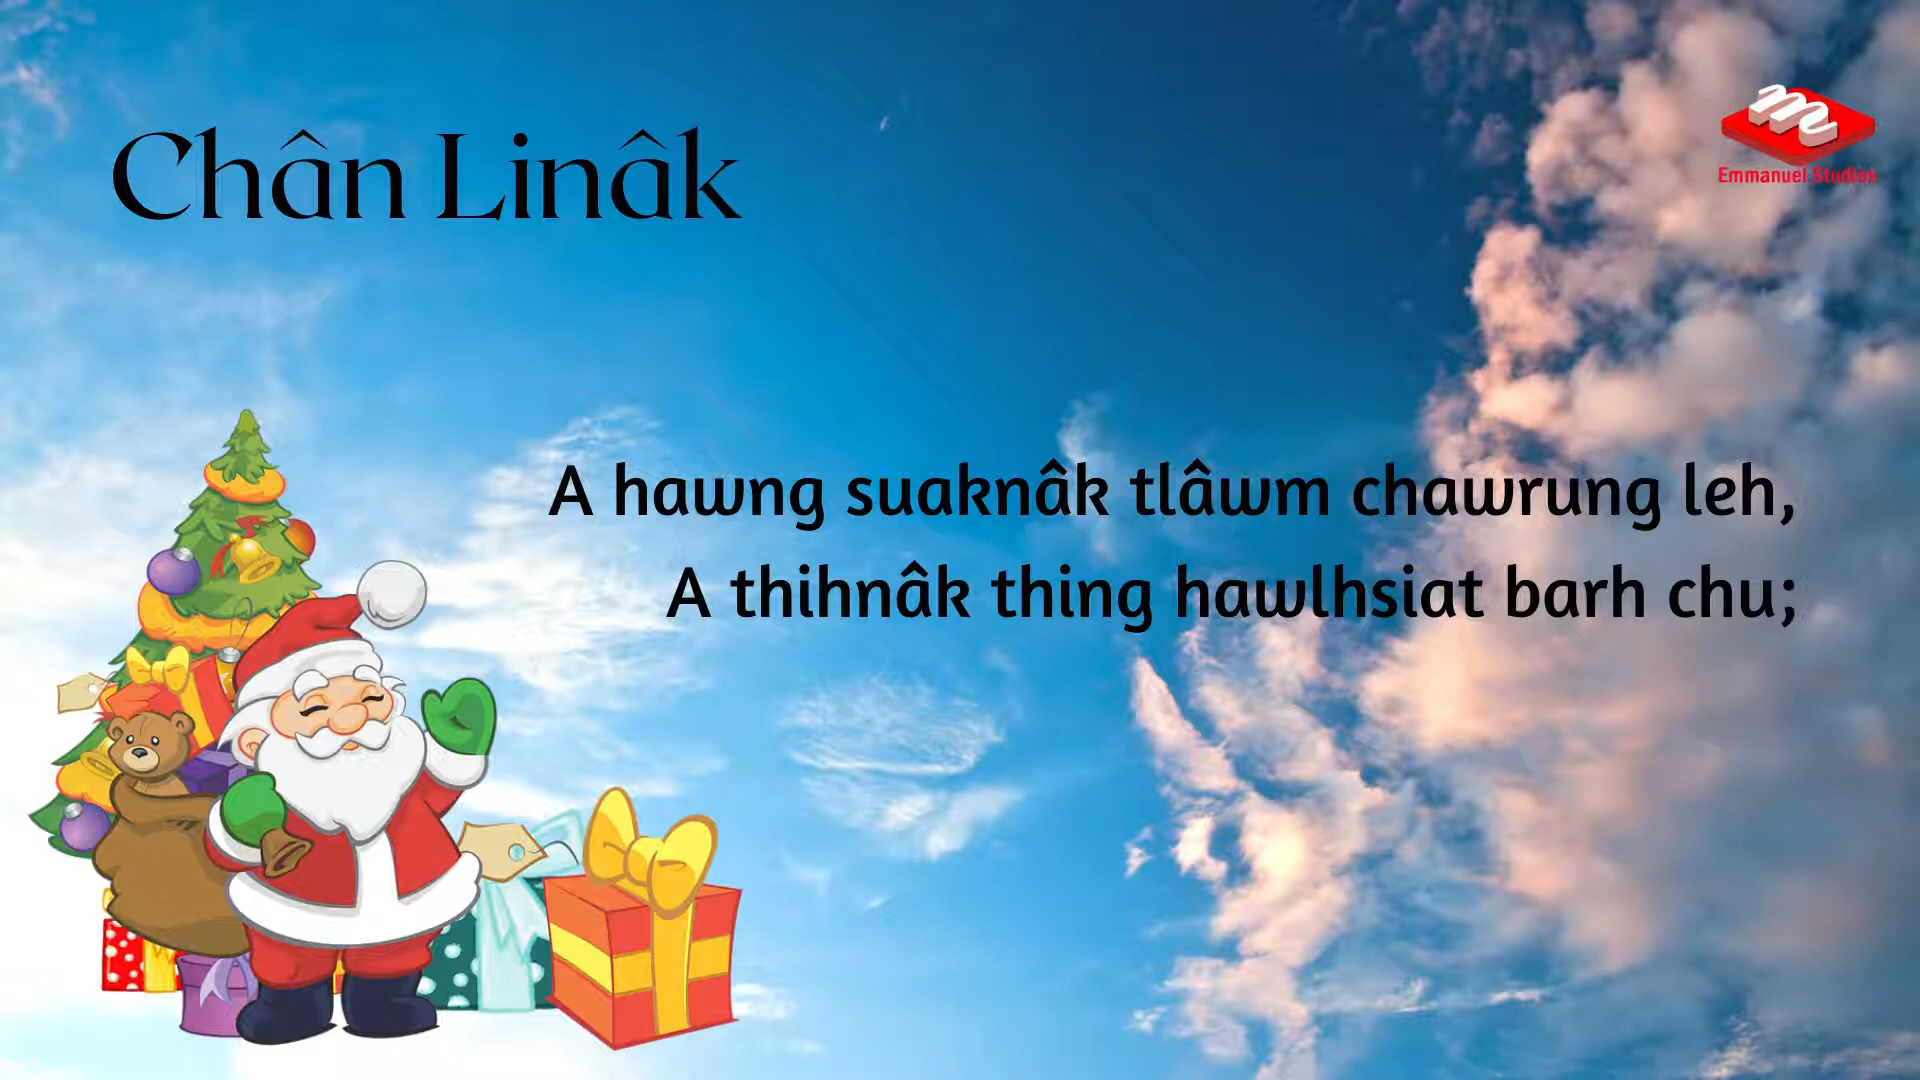 Chân Linâk
Emmanuel Studios
A hawng suaknâk tlâwm chawrung leh,
A thihnâk thing hawlhsiat barh chu;